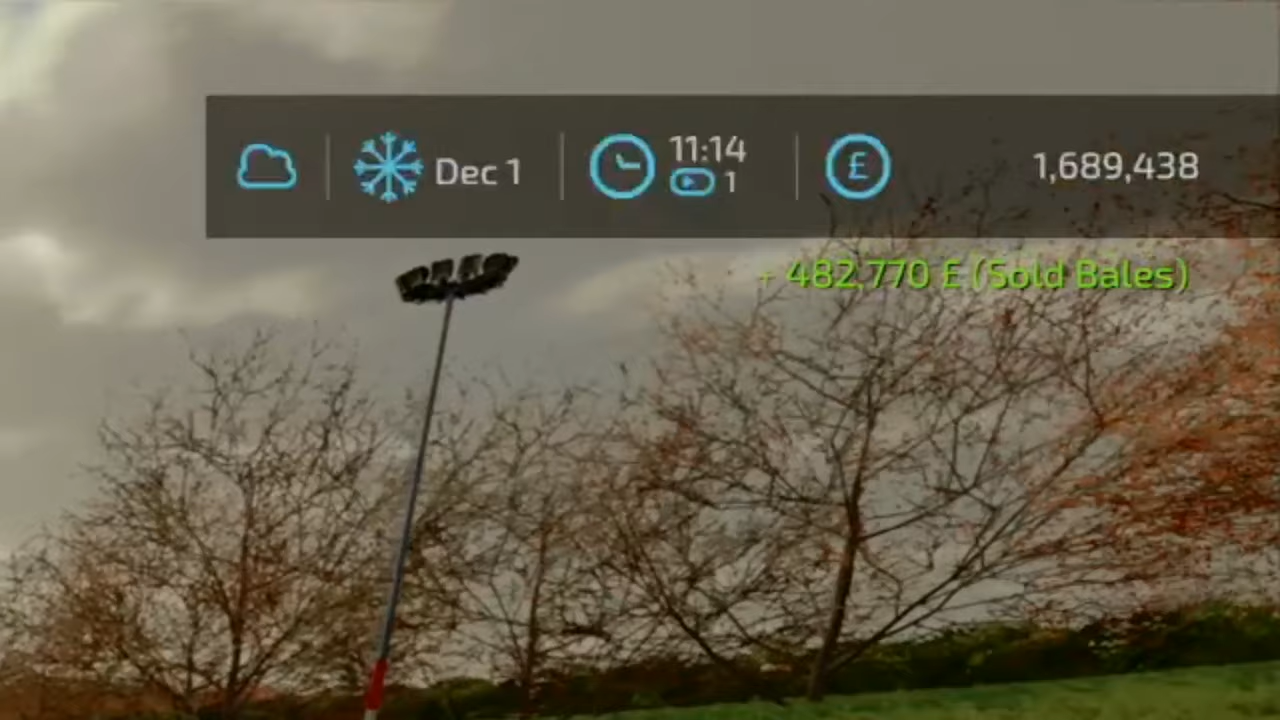 Dec 1
11:14
1
£
1,689,438
+ 482,770 £ (Sold Bales)